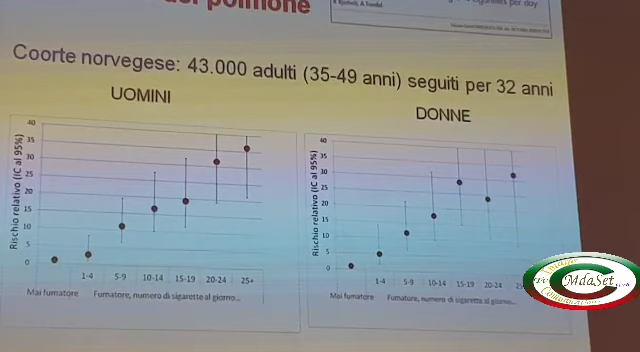 del polmone
per day
Coorte norvegese: 43.000 adulti (35-49 anni) seguiti per 32 anni
UOMINI
DONNE
Rischio relativo (IC al 95%)
40
35
30
25
20
15
10
5
0
1-4
5-9
10-14
15-19
20-24
25+
Mai fumatore
Fumatore, numero di sigarette al giorno...
Rischio relativo (IC al 95%)
40
35
30
25
20
15
10
5
0
1-4
5-9
10-14
15-19
20-24
Mai fumatore
Fumatore, numero di sigarette al giorno...
MdaSet